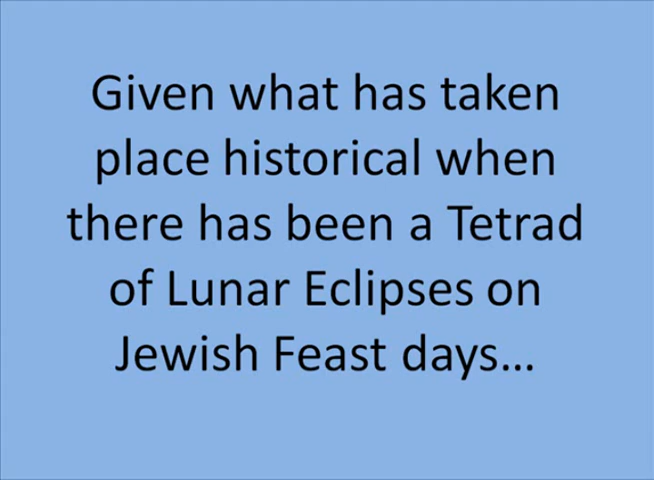 Given what has taken
place historical when
there has been a Tetrad
of Lunar Eclipses on
Jewish Feast days...